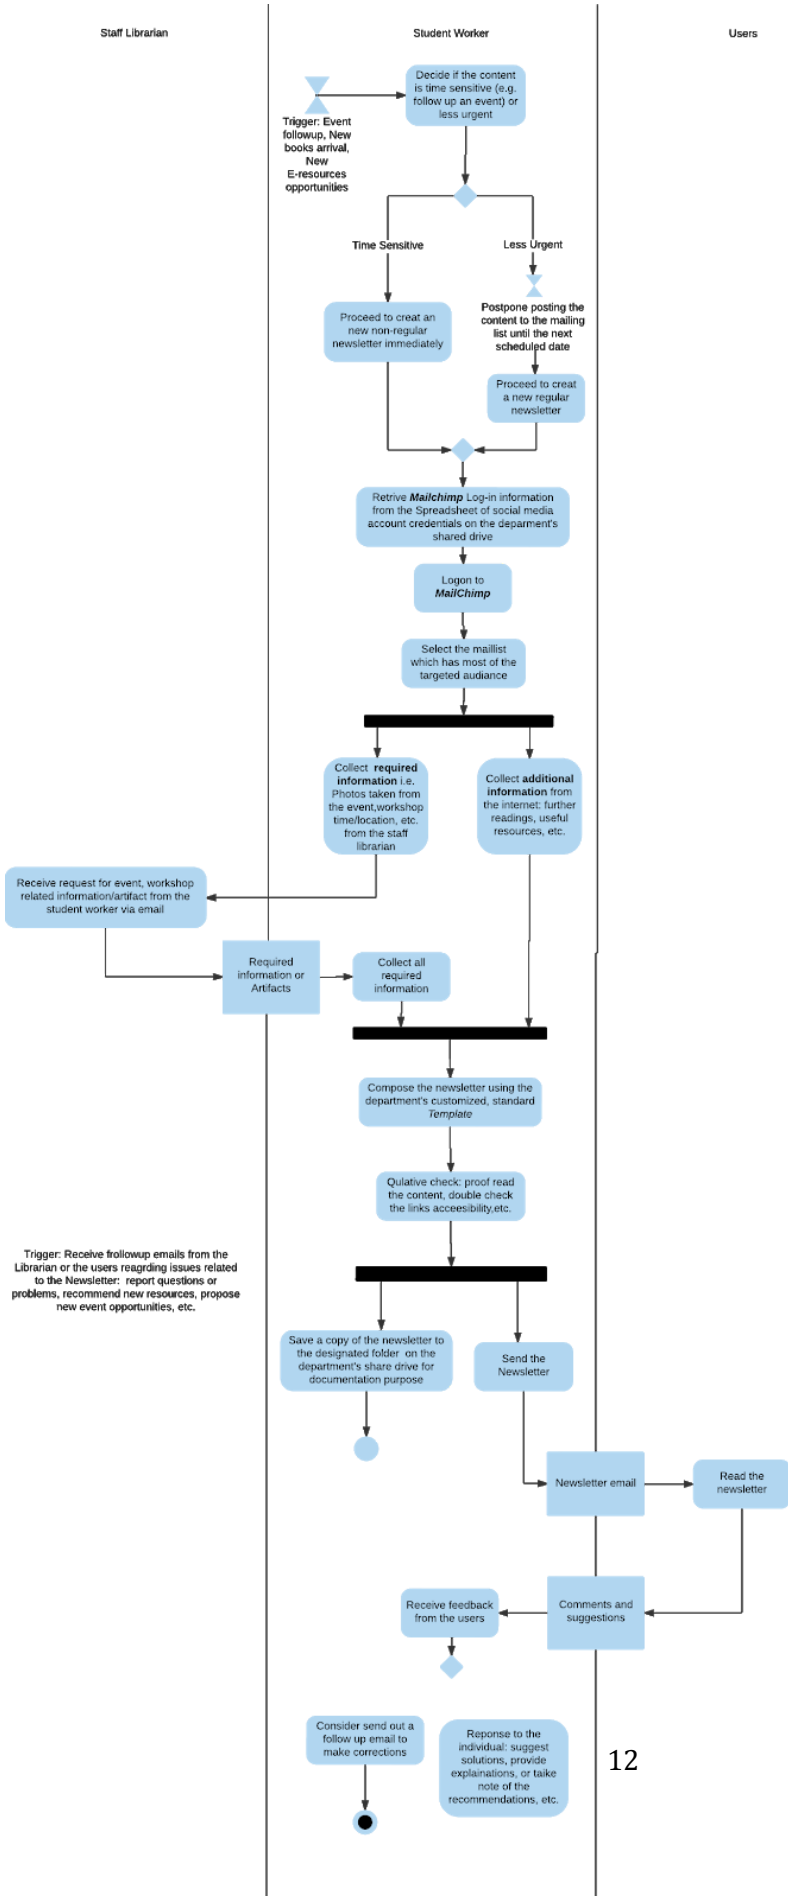 Staff Librarian
Student Worker
Users
Decide if the content
is time sensitive (e.g.
follow up an event) or
less urgent
Trigger: Event
followup, New
books arrival,
New
E-resources
opportunities
Time Sensitive
Less Urgent
Proceed to creat an
new non-regular
newsletter immediately
Postpone posting the
content to the mailing
list until the next
scheduled date
Proceed to creat
a new regular
newsletter
Retrive Mailchimp Log-in information
from the Spreadsheet of social media
account credentials on the deparment's
shared drive
Logon to
MailChimp
Select the maillist
which has most of the
targeted audiance
Collect required
information i.e.
Photos taken from
the event,workshop
time/location, etc.
from the staff
librarian
Collect additional
information from
the internet: further
readings, useful
resources, etc.
Receive request for event, workshop
related information/artifact from the
student worker via email
Required
information or
Artifacts
Collect all
required
information
Compose the newsletter using the
department's customized, standard
Template
Qulative check: proof read
the content, double check
the links acceesibility,etc.
Trigger: Receive frollowup emails from the
Librarian or the users reagrding issues related
to the Newsletter: report questions or
problems, recommend new resources, propose
new event opportunities, etc.
Save a copy of the newsletter to
the designated folder on the
department's share drive for
documentation purpose
Send the
Newsletter
Newsletter email
Read the
newsletter
Receive feedback
from the users
Comments and
suggestions
Consider send out a
follow up email to
make corrections
Reponse to the
individual: suggest
solutions, provide
explainations, or taike
note of the
recommendations, etc.
12